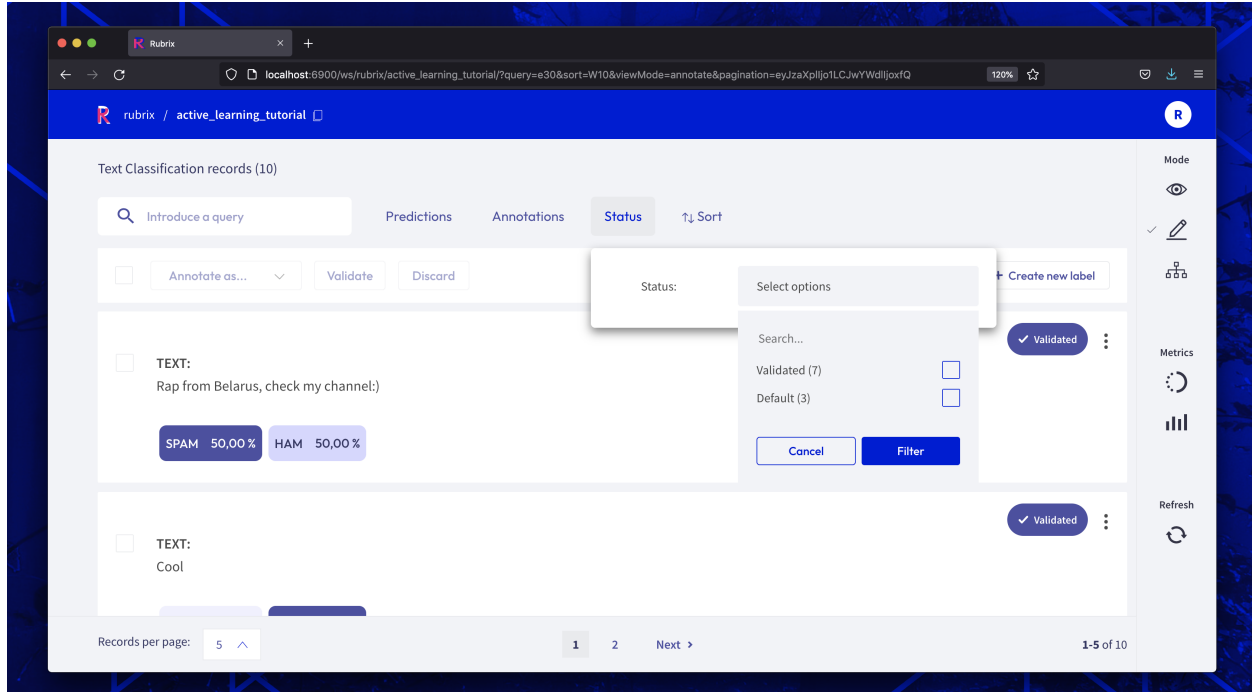 Rubrix
localhost:6900/ws/rubrix/active_learning_tutorial/?query=e30&sort=W10&viewMode=annotate&pagination=eyJzaXplIjo1LCJwYWdlIjoxfQ 120%
R rubrix / active_learning_tutorial R
Text Classification records (10) Mode
Introduce a query Predictions Annotations Status Sort
Annotate as... Validate Discard Status: Select options + Create new label
Search... Validated
TEXT: Metrics
Rap from Belarus, check my channel:) Validated (7)
Default (3)
SPAM 50,00 % HAM 50,00 % Cancel Filter
Validated Refresh
TEXT:
Cool
Records per page: 5 1 2 Next > 1-5 of 10